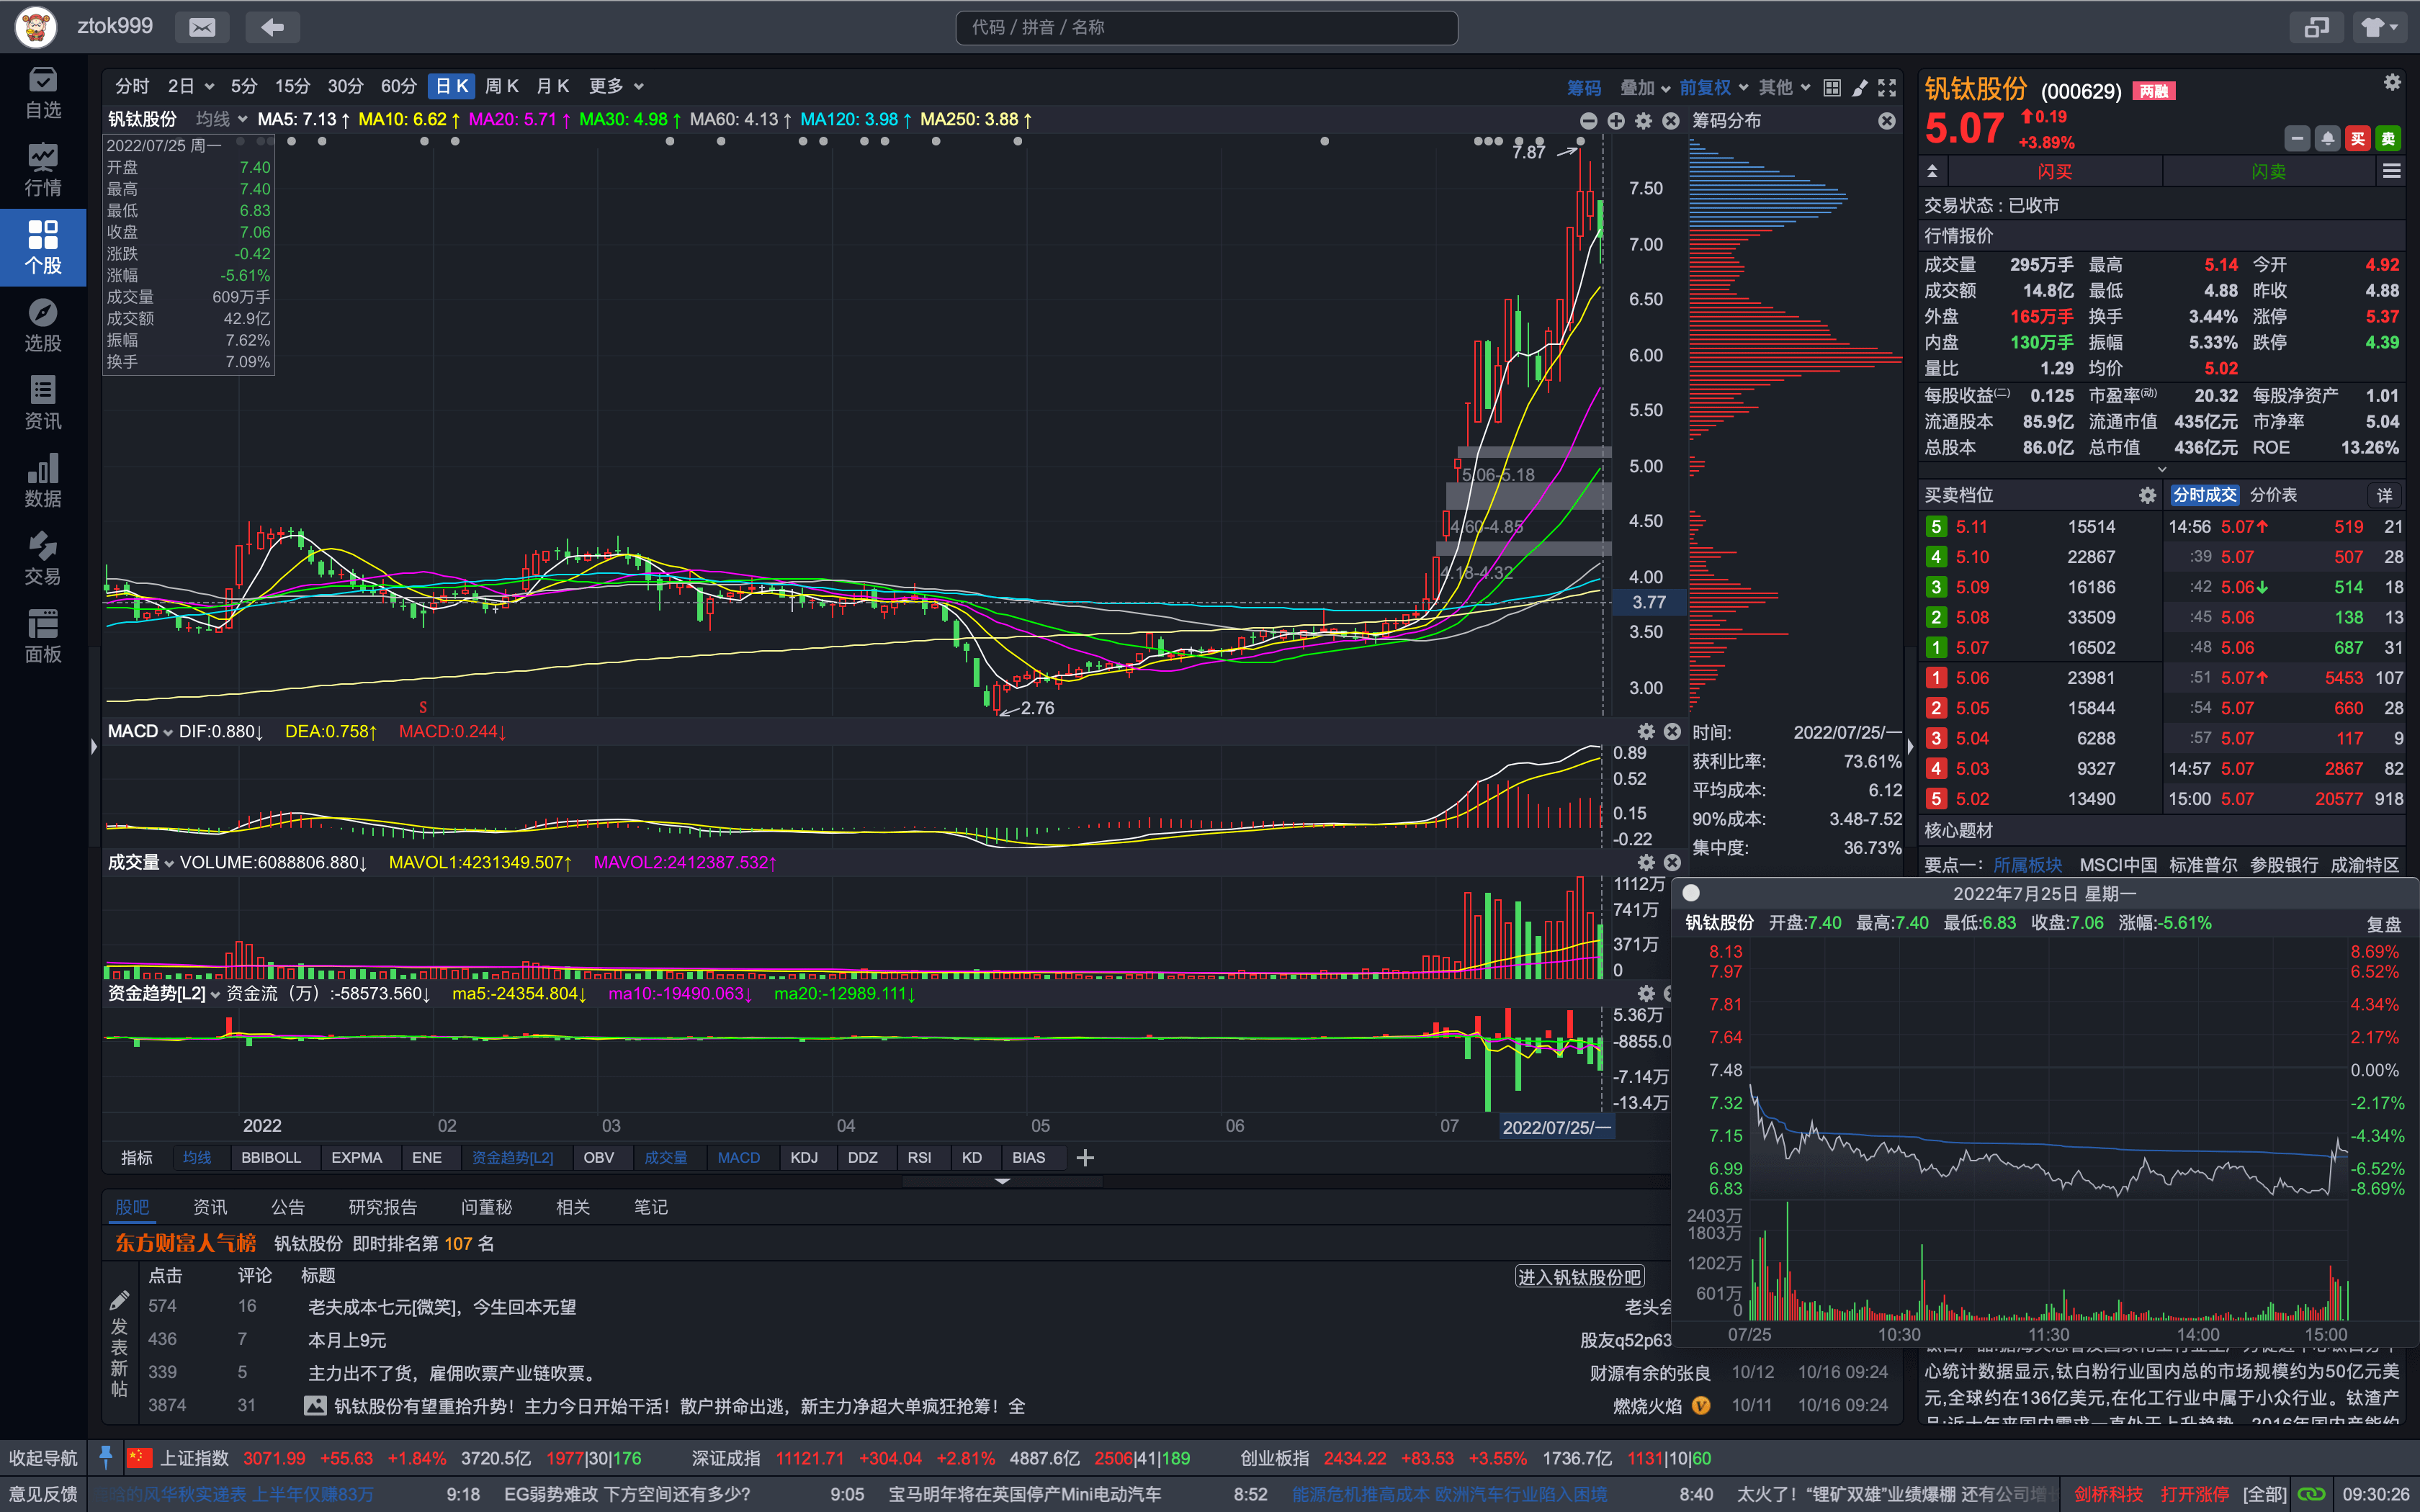 ztok999
代码 / 拼音 / 名称
自选
行情
个股
选股
资讯
数据
交易
面板
分时 2日 5分 15分 30分 60分 日K 周K 月K 更多
筹码 叠加 前复权 其他
钒钛股份 均线 MA5: 7.13↑ MA10: 6.62↑ MA20: 5.71↑ MA30: 4.98↑ MA60: 4.13↑ MA120: 3.98↑ MA250: 3.88↑
筹码分布
2022/07/25 周一
开盘 7.40
最高 7.40
最低 6.83
收盘 7.06
涨跌 -0.42
涨幅 -5.61%
成交量 609万手
成交额 42.9亿
振幅 7.62%
换手 7.09%
7.87
7.50
7.00
6.50
6.00
5.50
5.00
4.50
4.00
3.77
3.50
3.00
5.06-5.18
4.60-4.85
4.18-4.32
S
2.76
MACD DIF:0.880↓ DEA:0.758↑ MACD:0.244↓
0.89
0.52
0.15
-0.22
成交量 VOLUME:6088806.880↓ MAVOL1:4231349.507↑ MAVOL2:2412387.532↑
1112万
741万
371万
0
资金趋势[L2] 资金流（万）:-58573.560↓ ma5:-24354.804↓ ma10:-19490.063↓ ma20:-12989.111↓
5.36万
-8855.0
-7.14万
-13.4万
2022 02 03 04 05 06 07 2022/07/25/一
时间: 2022/07/25/一
获利比率: 73.61%
平均成本: 6.12
90%成本: 3.48-7.52
集中度: 36.73%
指标 均线 BBIBOLL EXPMA ENE 资金趋势[L2] OBV 成交量 MACD KDJ DDZ RSI KD BIAS
股吧 资讯 公告 研究报告 问董秘 相关 笔记
东方财富人气榜 钒钛股份 即时排名第 107 名
点击 评论 标题
进入钒钛股份吧
发表新帖
574 16 老夫成本七元[微笑]，今生回本无望 老头会
436 7 本月上9元 股友q52p63
339 5 主力出不了货，雇佣吹票产业链吹票。 财源有余的张良 10/12 10/16 09:24
3874 31 钒钛股份有望重拾升势！主力今日开始干活！散户拼命出逃，新主力净超大单疯狂抢筹！全 燃烧火焰 10/11 10/16 09:24
钒钛股份 (000629) 两融
5.07 0.19
+3.89%
买 卖
闪买 闪卖
交易状态 : 已收市
行情报价
成交量 295万手 最高 5.14 今开 4.92
成交额 14.8亿 最低 4.88 昨收 4.88
外盘 165万手 换手 3.44% 涨停 5.37
内盘 130万手 振幅 5.33% 跌停 4.39
量比 1.29 均价 5.02
每股收益(二) 0.125 市盈率(动) 20.32 每股净资产 1.01
流通股本 85.9亿 流通市值 435亿元 市净率 5.04
总股本 86.0亿 总市值 436亿元 ROE 13.26%
买卖档位 分时成交 分价表 详
5 5.11 15514 14:56 5.07↑ 519 21
4 5.10 22867 :39 5.07 507 28
3 5.09 16186 :42 5.06↓ 514 18
2 5.08 33509 :45 5.06 138 13
1 5.07 16502 :48 5.06 687 31
1 5.06 23981 :51 5.07↑ 5453 107
2 5.05 15844 :54 5.07 660 28
3 5.04 6288 :57 5.07 117 9
4 5.03 9327 14:57 5.07 2867 82
5 5.02 13490 15:00 5.07 20577 918
核心题材
要点一： 所属板块 MSCI中国 标准普尔 参股银行 成渝特区
2022年7月25日 星期一
钒钛股份 开盘:7.40 最高:7.40 最低:6.83 收盘:7.06 涨幅:-5.61% 复盘
8.13 8.69%
7.97 6.52%
7.81 4.34%
7.64 2.17%
7.48 0.00%
7.32 -2.17%
7.15 -4.34%
6.99 -6.52%
6.83 -8.69%
2403万
1803万
1202万
601万
0
07/25 10:30 11:30 14:00 15:00
心统计数据显示,钛白粉行业国内总的市场规模约为50亿元美
元,全球约在136亿美元,在化工行业中属于小众行业。钛渣产
收起导航 上证指数 3071.99 +55.63 +1.84% 3720.5亿 1977|30|176 深证成指 11121.71 +304.04 +2.81% 4887.6亿 2506|41|189 创业板指 2434.22 +83.53 +3.55% 1736.7亿 1131|10|60
意见反馈 的风华秋实递表 上半年仅赚83万 9:18 EG弱势难改 下方空间还有多少? 9:05 宝马明年将在英国停产Mini电动汽车 8:52 能源危机推高成本 欧洲汽车行业陷入困境 8:40 太火了！“锂矿双雄”业绩爆棚 还有公司增长 剑桥科技 打开涨停 [全部] 09:30:26